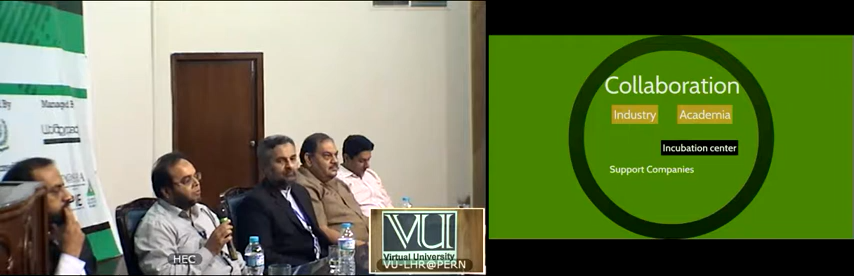 Managed B
HEC
VU
Virtual University
VU-LHR@PERN
Collaboration
Industry Academia
Incubation center
Support Companies